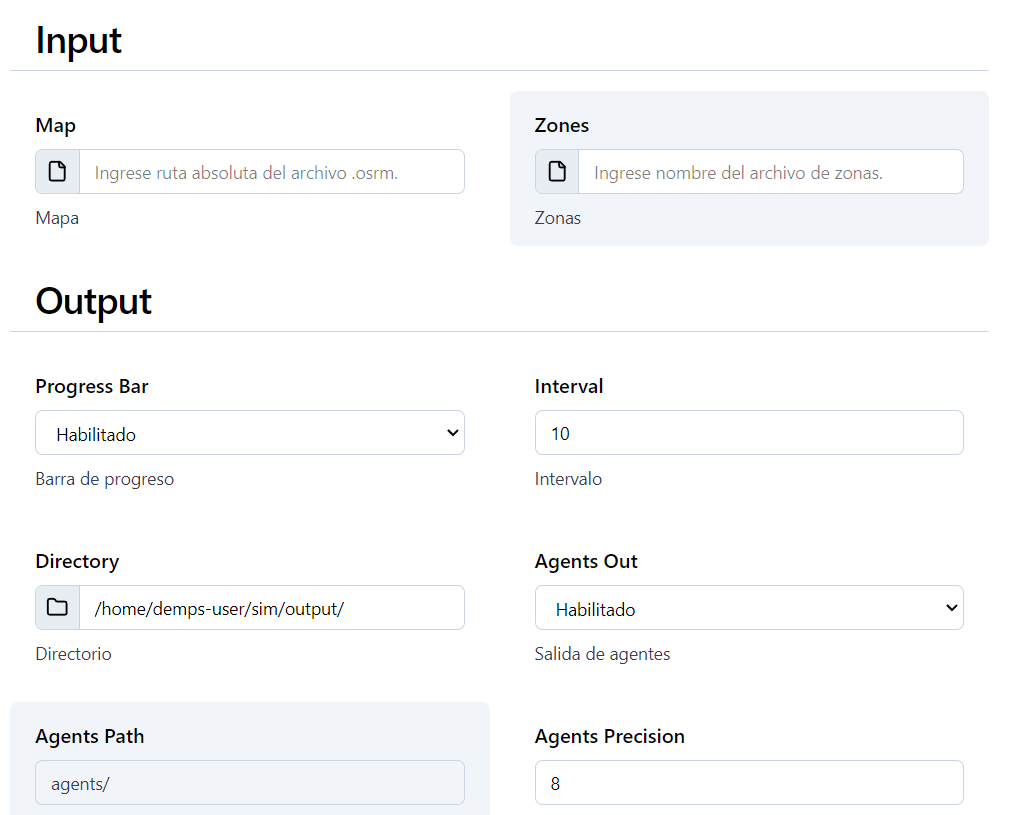 Input
Map
Zones
Ingrese ruta absoluta del archivo .osrm.
Ingrese nombre del archivo de zonas.
Mapa
Zonas
Output
Progress Bar
Interval
Habilitado
10
Barra de progreso
Intervalo
Directory
Agents Out
/home/demps-user/sim/output/
Habilitado
Directorio
Salida de agentes
Agents Path
Agents Precision
agents/
8